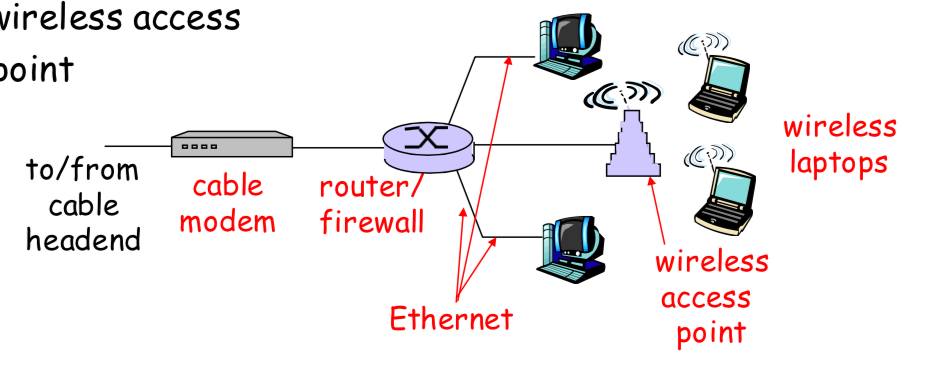 wireless access
point
to/from
cable
headend
cable
modem
router/
firewall
Ethernet
wireless
access
point
wireless
laptops